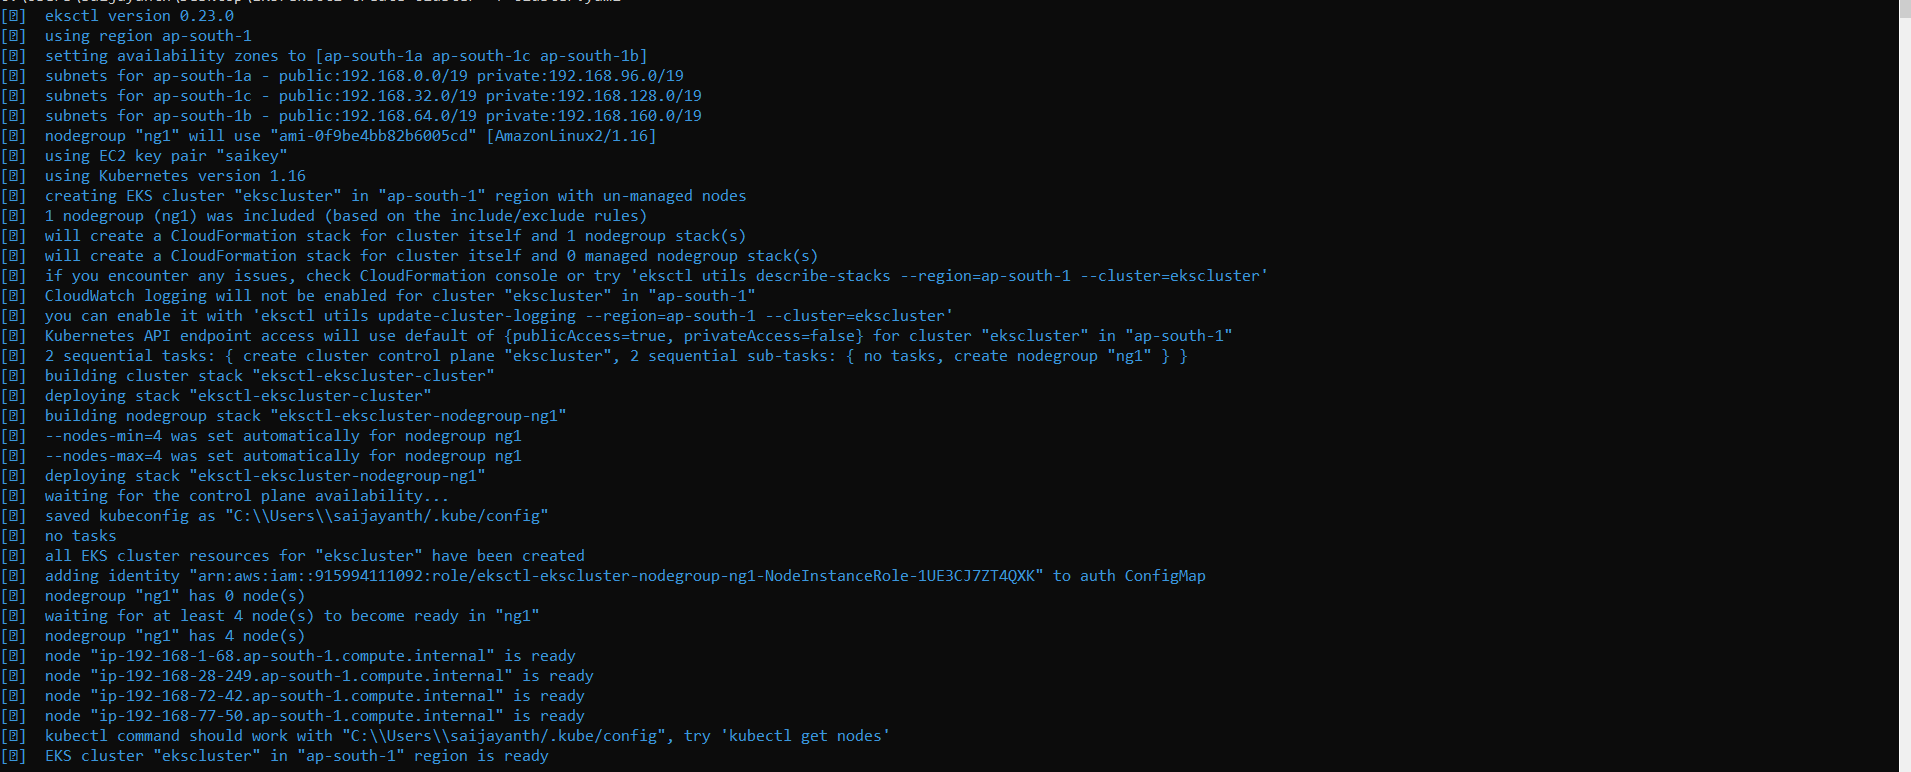 [?]  eksctl version 0.23.0
[?]  using region ap-south-1
[?]  setting availability zones to [ap-south-1a ap-south-1c ap-south-1b]
[?]  subnets for ap-south-1a - public:192.168.0.0/19 private:192.168.96.0/19
[?]  subnets for ap-south-1c - public:192.168.32.0/19 private:192.168.128.0/19
[?]  subnets for ap-south-1b - public:192.168.64.0/19 private:192.168.160.0/19
[?]  nodegroup "ng1" will use "ami-0f9be4bb82b6005cd" [AmazonLinux2/1.16]
[?]  using EC2 key pair "saikey"
[?]  using Kubernetes version 1.16
[?]  creating EKS cluster "ekscluster" in "ap-south-1" region with un-managed nodes
[?]  1 nodegroup (ng1) was included (based on the include/exclude rules)
[?]  will create a CloudFormation stack for cluster itself and 1 nodegroup stack(s)
[?]  will create a CloudFormation stack for cluster itself and 0 managed nodegroup stack(s)
[?]  if you encounter any issues, check CloudFormation console or try 'eksctl utils describe-stacks --region=ap-south-1 --cluster=ekscluster'
[?]  CloudWatch logging will not be enabled for cluster "ekscluster" in "ap-south-1"
[?]  you can enable it with 'eksctl utils update-cluster-logging --region=ap-south-1 --cluster=ekscluster'
[?]  Kubernetes API endpoint access will use default of {publicAccess=true, privateAccess=false} for cluster "ekscluster" in "ap-south-1"
[?]  2 sequential tasks: { create cluster control plane "ekscluster", 2 sequential sub-tasks: { no tasks, create nodegroup "ng1" } }
[?]  building cluster stack "eksctl-ekscluster-cluster"
[?]  deploying stack "eksctl-ekscluster-cluster"
[?]  building nodegroup stack "eksctl-ekscluster-nodegroup-ng1"
[?]  --nodes-min=4 was set automatically for nodegroup ng1
[?]  --nodes-max=4 was set automatically for nodegroup ng1
[?]  deploying stack "eksctl-ekscluster-nodegroup-ng1"
[?]  waiting for the control plane availability...
[?]  saved kubeconfig as "C:\\Users\\saijayanth/.kube/config"
[?]  no tasks
[?]  all EKS cluster resources for "ekscluster" have been created
[?]  adding identity "arn:aws:iam::915994111092:role/eksctl-ekscluster-nodegroup-ng1-NodeInstanceRole-1UE3CJ7ZT4QXK" to auth ConfigMap
[?]  nodegroup "ng1" has 0 node(s)
[?]  waiting for at least 4 node(s) to become ready in "ng1"
[?]  nodegroup "ng1" has 4 node(s)
[?]  node "ip-192-168-1-68.ap-south-1.compute.internal" is ready
[?]  node "ip-192-168-28-249.ap-south-1.compute.internal" is ready
[?]  node "ip-192-168-72-42.ap-south-1.compute.internal" is ready
[?]  node "ip-192-168-77-50.ap-south-1.compute.internal" is ready
[?]  kubectl command should work with "C:\\Users\\saijayanth/.kube/config", try 'kubectl get nodes'
[?]  EKS cluster "ekscluster" in "ap-south-1" region is ready